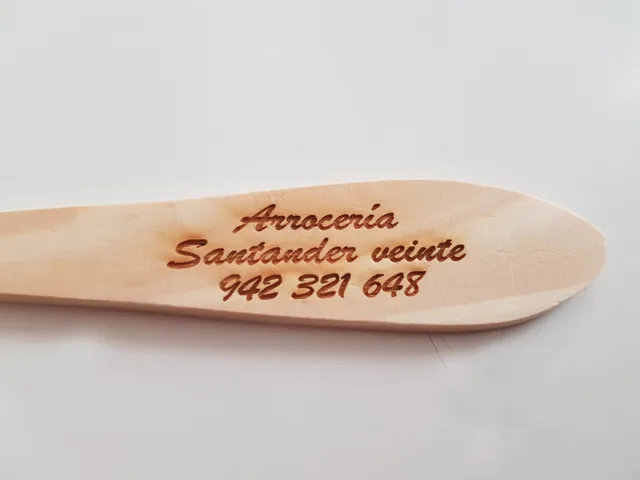 Arrocería
Santander veinte
942 321 648